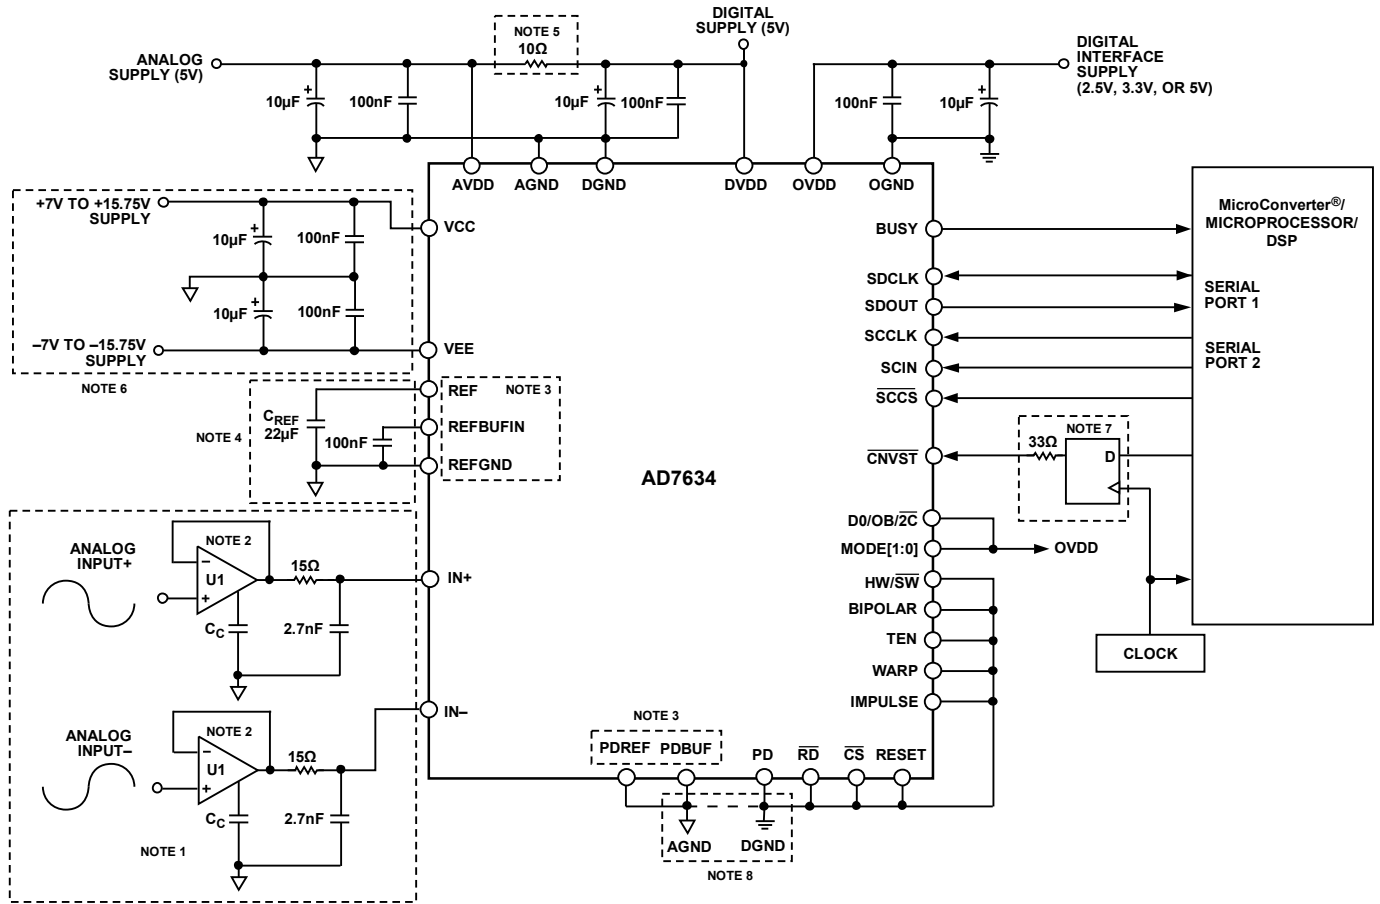 DIGITAL
SUPPLY (5V)
NOTE 5
10Ω
ANALOG
SUPPLY (5V)
DIGITAL
INTERFACE
SUPPLY
(2.5V, 3.3V, OR 5V)
+
10µF
100nF
+
10µF
100nF
100nF
+
10µF
AVDD
AGND
DGND
DVDD
OVDD
OGND
+7V TO +15.75V
SUPPLY
+
10µF
100nF
+
10µF
100nF
–7V TO –15.75V
SUPPLY
NOTE 6
VCC
VEE
REF
NOTE 3
REFBUFIN
REFGND
NOTE 4
CREF
22µF
100nF
AD7634
BUSY
SDCLK
SDOUT
SCCLK
SCIN
SCCS
CNVST
D0/OB/2C
MODE[1:0]
OVDD
HW/SW
BIPOLAR
TEN
WARP
IMPULSE
MicroConverter®/
MICROPROCESSOR/
DSP
SERIAL
PORT 1
SERIAL
PORT 2
NOTE 7
33Ω
D
CLOCK
ANALOG
INPUT+
NOTE 2
–
U1
+
15Ω
CC
2.7nF
IN+
ANALOG
INPUT–
NOTE 2
–
U1
+
15Ω
CC
2.7nF
IN–
NOTE 1
NOTE 3
PDREF PDBUF
PD
RD
CS
RESET
AGND
DGND
NOTE 8